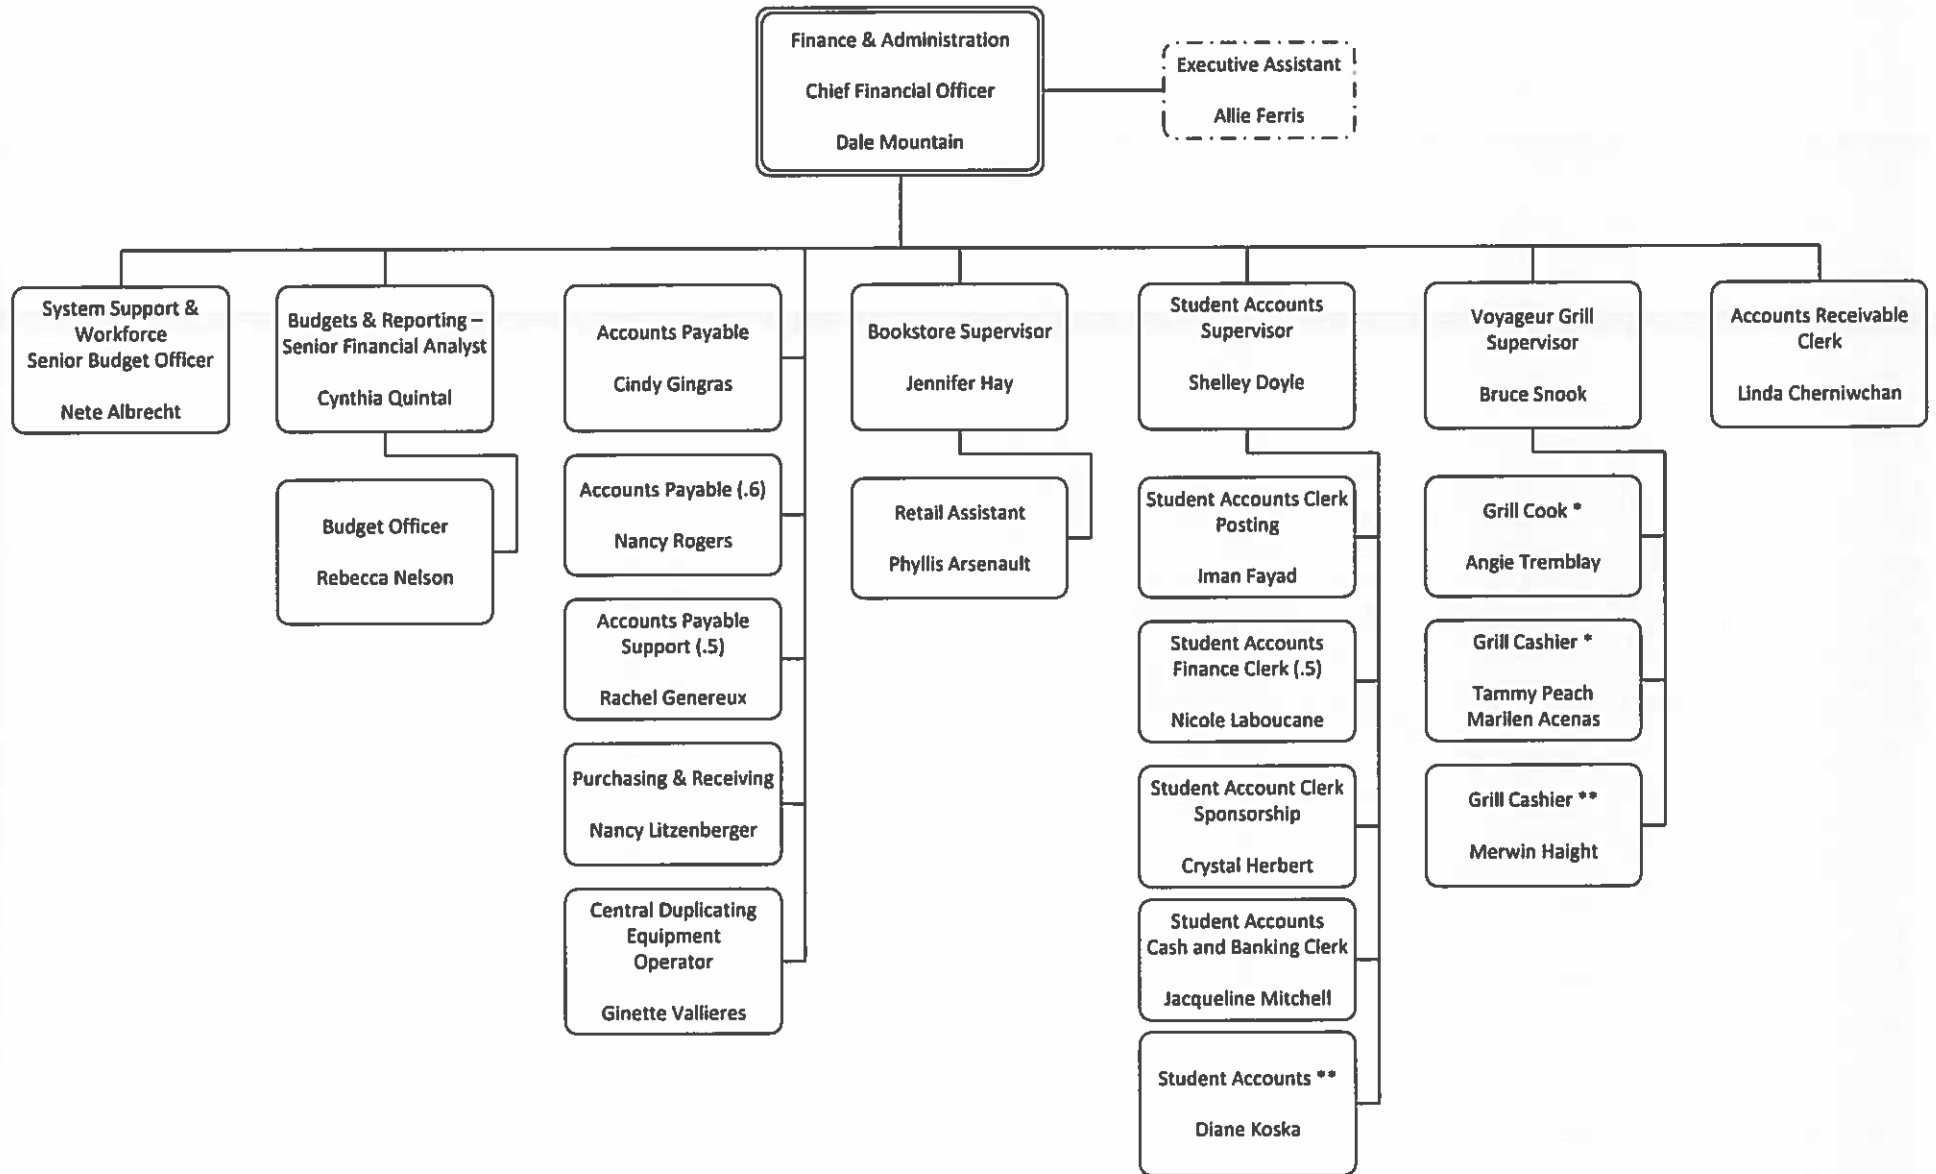 Finance & Administration
Chief Financial Officer
Dale Mountain
Executive Assistant
Allie Ferris
System Support &
Workforce
Senior Budget Officer
Nete Albrecht
Budgets & Reporting –
Senior Financial Analyst
Cynthia Quintal
Budget Officer
Rebecca Nelson
Accounts Payable
Cindy Gingras
Accounts Payable (.6)
Nancy Rogers
Accounts Payable
Support (.5)
Rachel Genereux
Purchasing & Receiving
Nancy Litzenberger
Central Duplicating
Equipment
Operator
Ginette Vallieres
Bookstore Supervisor
Jennifer Hay
Retail Assistant
Phyllis Arsenault
Student Accounts
Supervisor
Shelley Doyle
Student Accounts Clerk
Posting
Iman Fayad
Student Accounts
Finance Clerk (.5)
Nicole Laboucane
Student Account Clerk
Sponsorship
Crystal Herbert
Student Accounts
Cash and Banking Clerk
Jacqueline Mitchell
Student Accounts **
Diane Koska
Voyageur Grill
Supervisor
Bruce Snook
Grill Cook *
Angie Tremblay
Grill Cashier *
Tammy Peach
Marilen Acenas
Grill Cashier **
Merwin Haight
Accounts Receivable
Clerk
Linda Cherniwchan